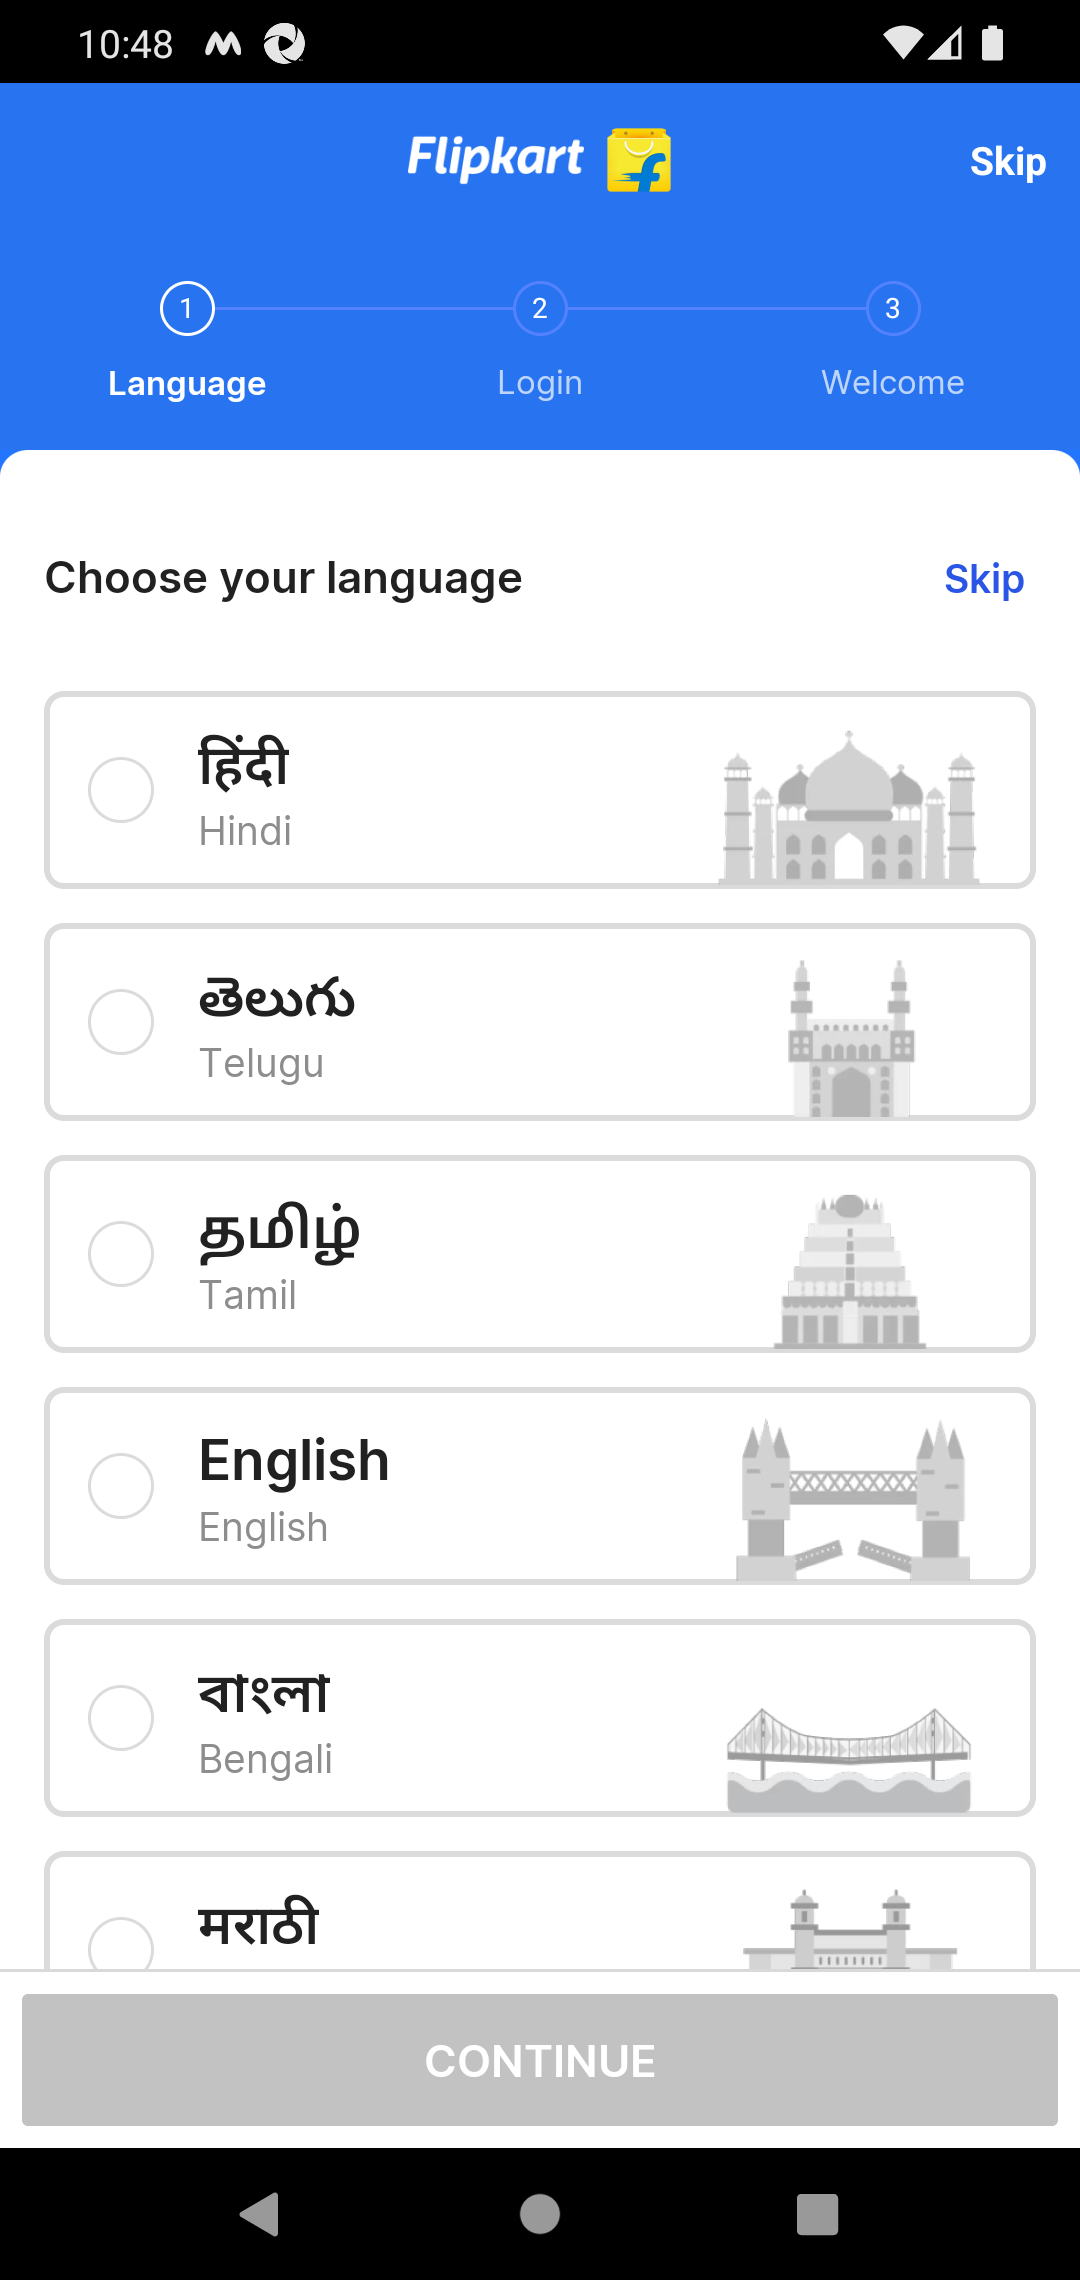 10:48
Flipkart
Skip
1 2 3
Language Login Welcome
Choose your language Skip
हिंदी
Hindi
తెలుగు
Telugu
தமிழ்
Tamil
English
English
বাংলা
Bengali
मराठी
CONTINUE